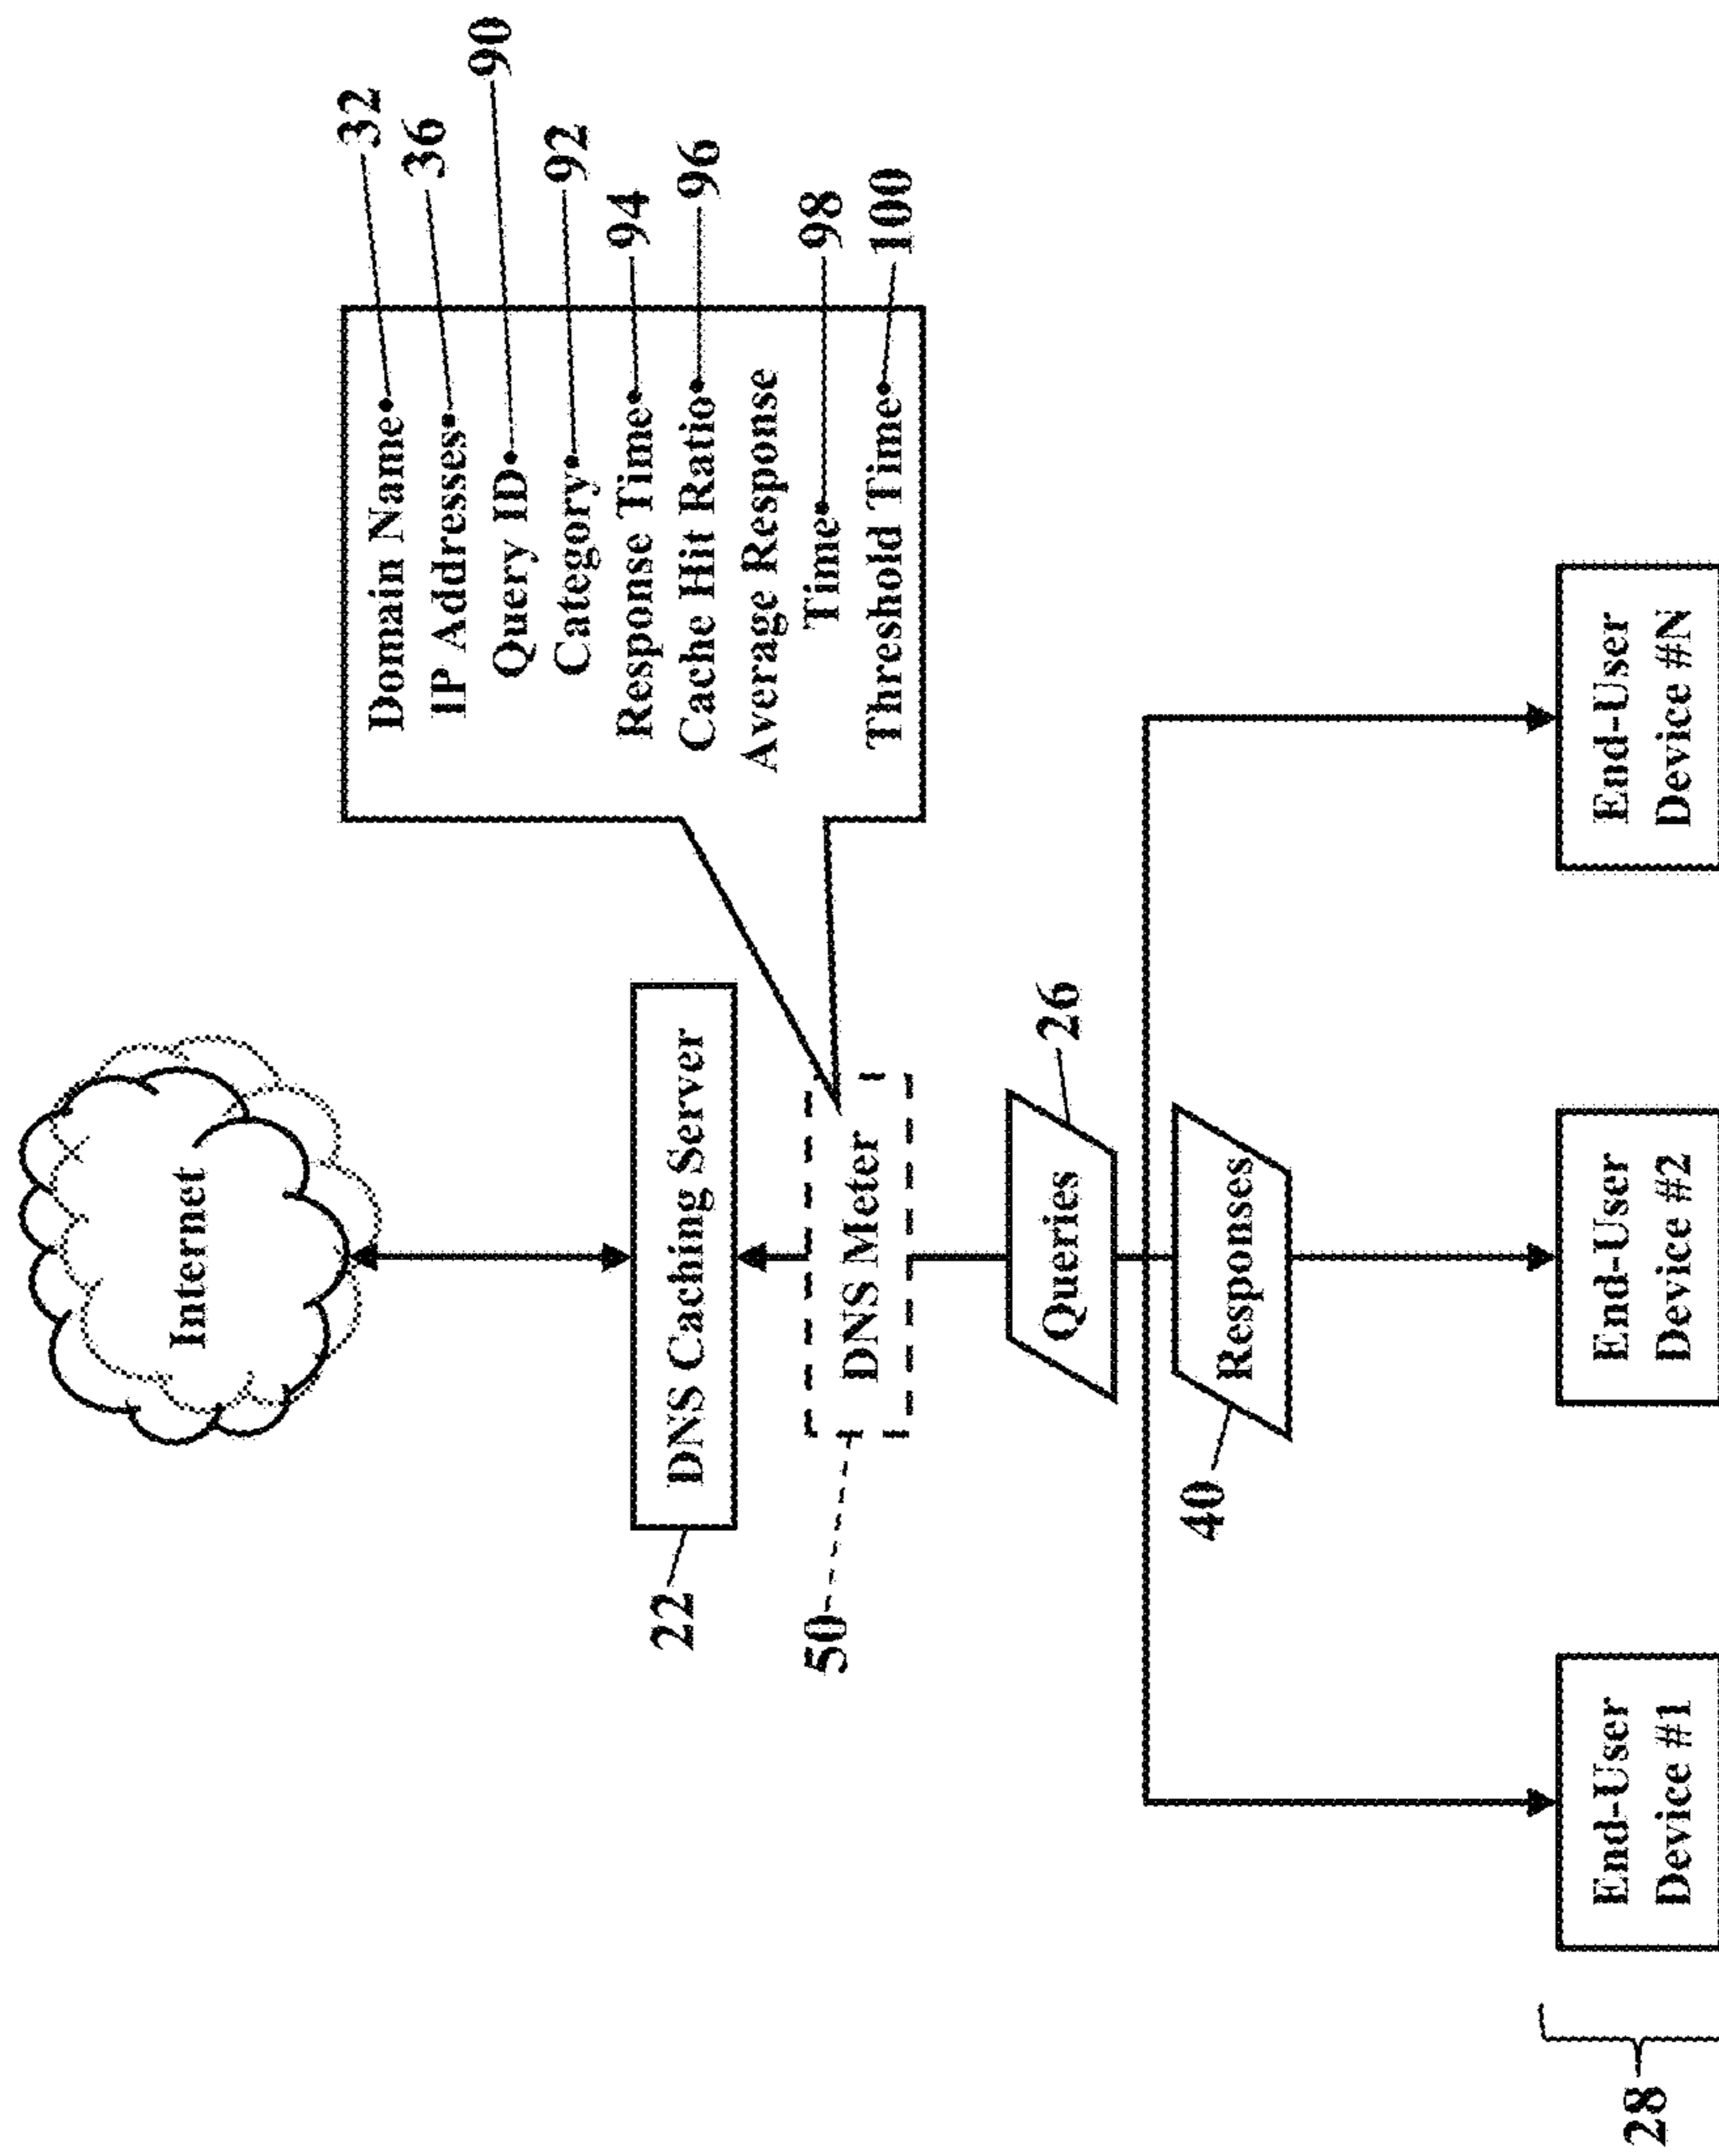 Internet
DNS Caching Server
22
DNS Meter
50
Domain Name
32
IP Addresses
36
Query ID
90
Category
92
Response Time
94
Cache Hit Ratio
96
Average Response
Time
98
Threshold Time
100
Queries
26
Responses
40
End-User
Device #1
End-User
Device #2
End-User
Device #N
28